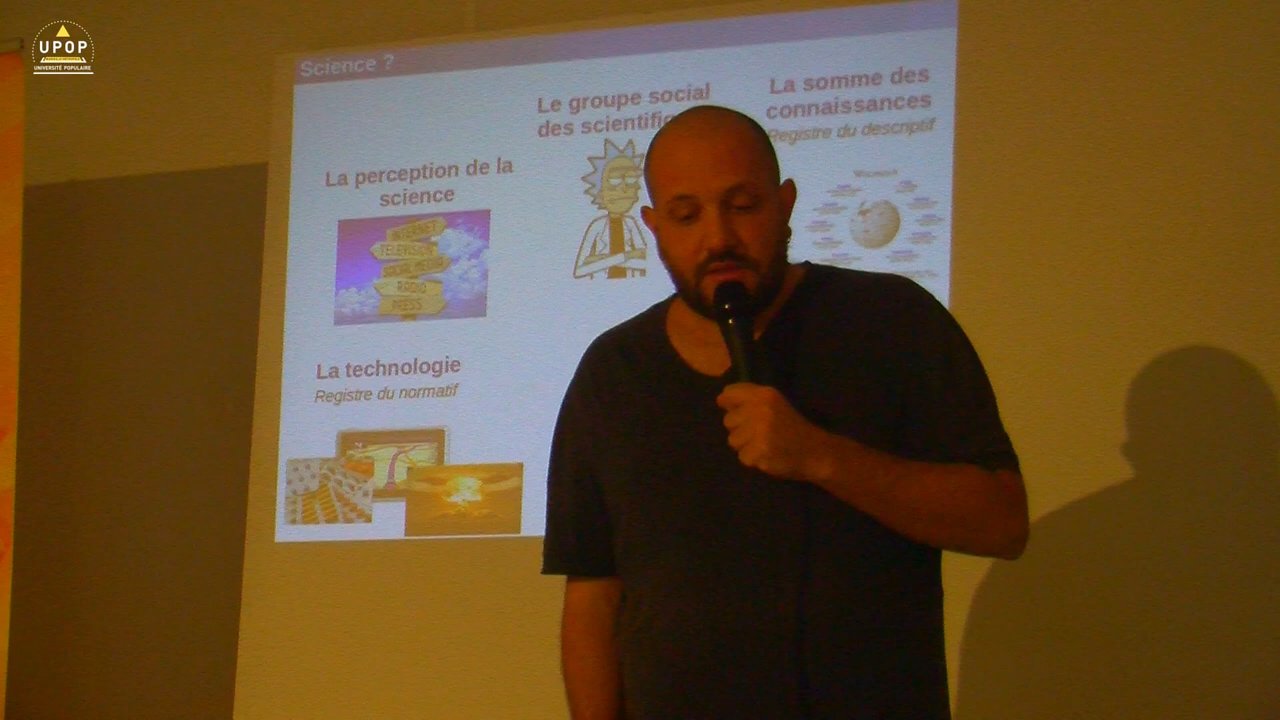 UPOP
UNIVERSITÉ POPULAIRE
Science ?
Le groupe social
des scientifi
La somme des
connaissances
Registre du descriptif
La perception de la
science
INTERNET
TELEVISION
SOCIAL MEDIA
RADIO
PRESS
La technologie
Registre du normatif